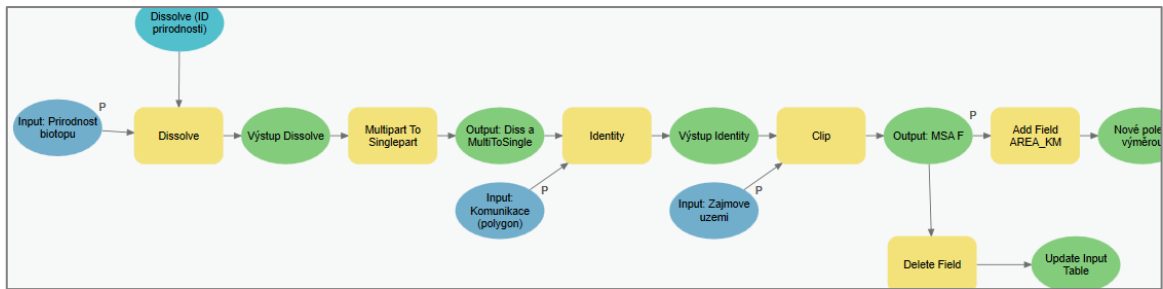 Dissolve (ID
prirodnosti)
P
Input: Prirodnost
biotopu
Dissolve
Výstup Dissolve
Multipart To
Singlepart
Output: Diss a
MultiToSingle
Identity
Výstup Identity
Clip
Output: MSA F
P
Add Field
AREA_KM
Nové pole
výměrou
P
Input:
Komunikace
(polygon)
P
Input: Zajmove
uzemi
Delete Field
Update Input
Table